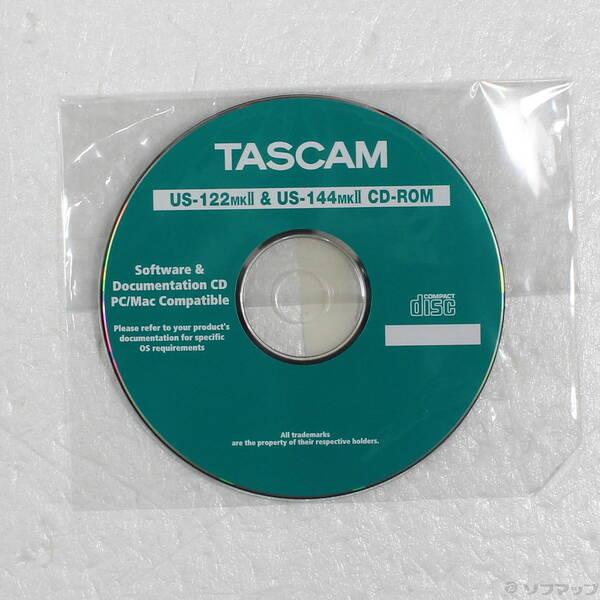 TASCAM
US-122MKII & US-144MKII CD-ROM
Software &
Documentation CD
PC/Mac Compatible
Please refer to your product's
documentation for specific
OS requirements
COMPACT
disc
All trademarks
are the property of their respective holders.
ソフマップ